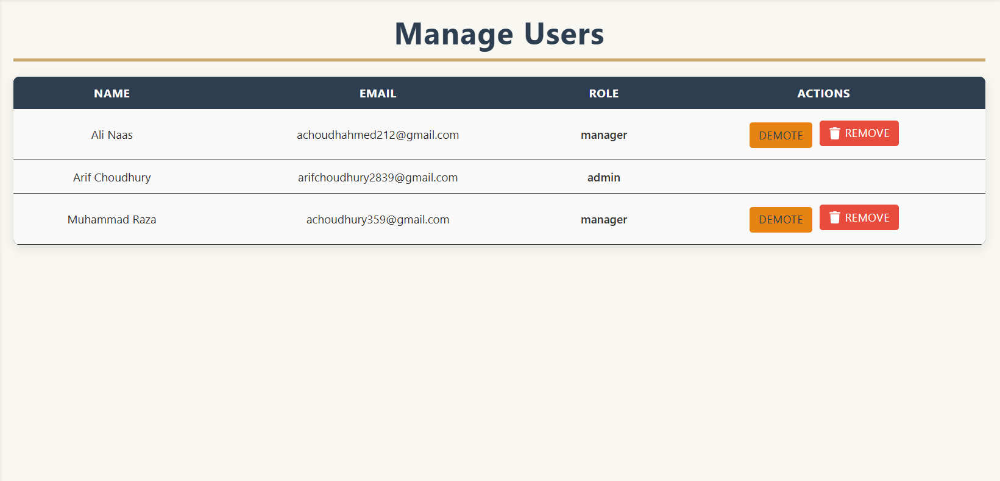 Manage Users
NAME EMAIL ROLE ACTIONS
Ali Naas achoudhahmed212@gmail.com manager DEMOTE REMOVE
Arif Choudhury arifchoudhury2839@gmail.com admin
Muhammad Raza achoudhury359@gmail.com manager DEMOTE REMOVE